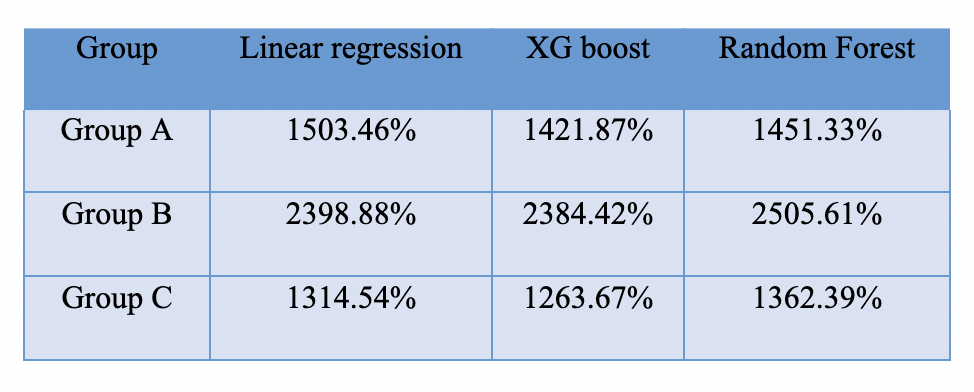 Group Linear regression XG boost Random Forest
Group A 1503.46% 1421.87% 1451.33%
Group B 2398.88% 2384.42% 2505.61%
Group C 1314.54% 1263.67% 1362.39%